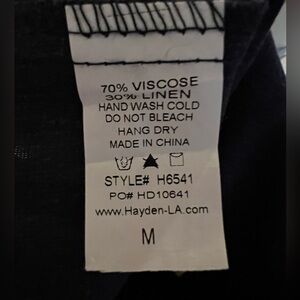 70% VISCOSE
30% LINEN
HAND WASH COLD
DO NOT BLEACH
HANG DRY
MADE IN CHINA
STYLE# H6541
PO# HD10641
www.Hayden-LA.com
M